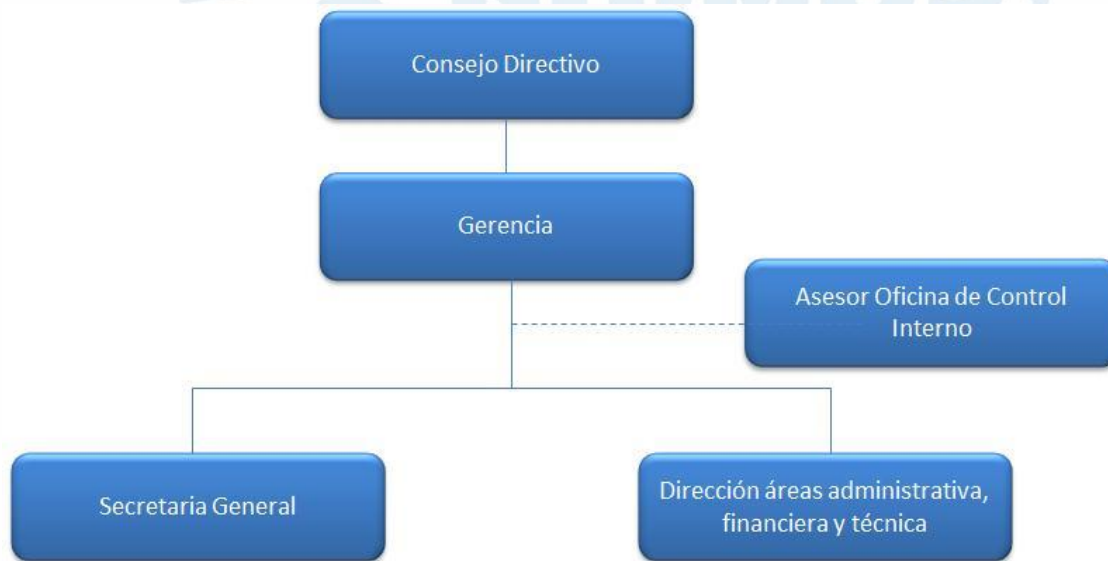 Consejo Directivo
Gerencia
Asesor Oficina de Control
Interno
Secretaria General
Dirección áreas administrativa,
financiera y técnica